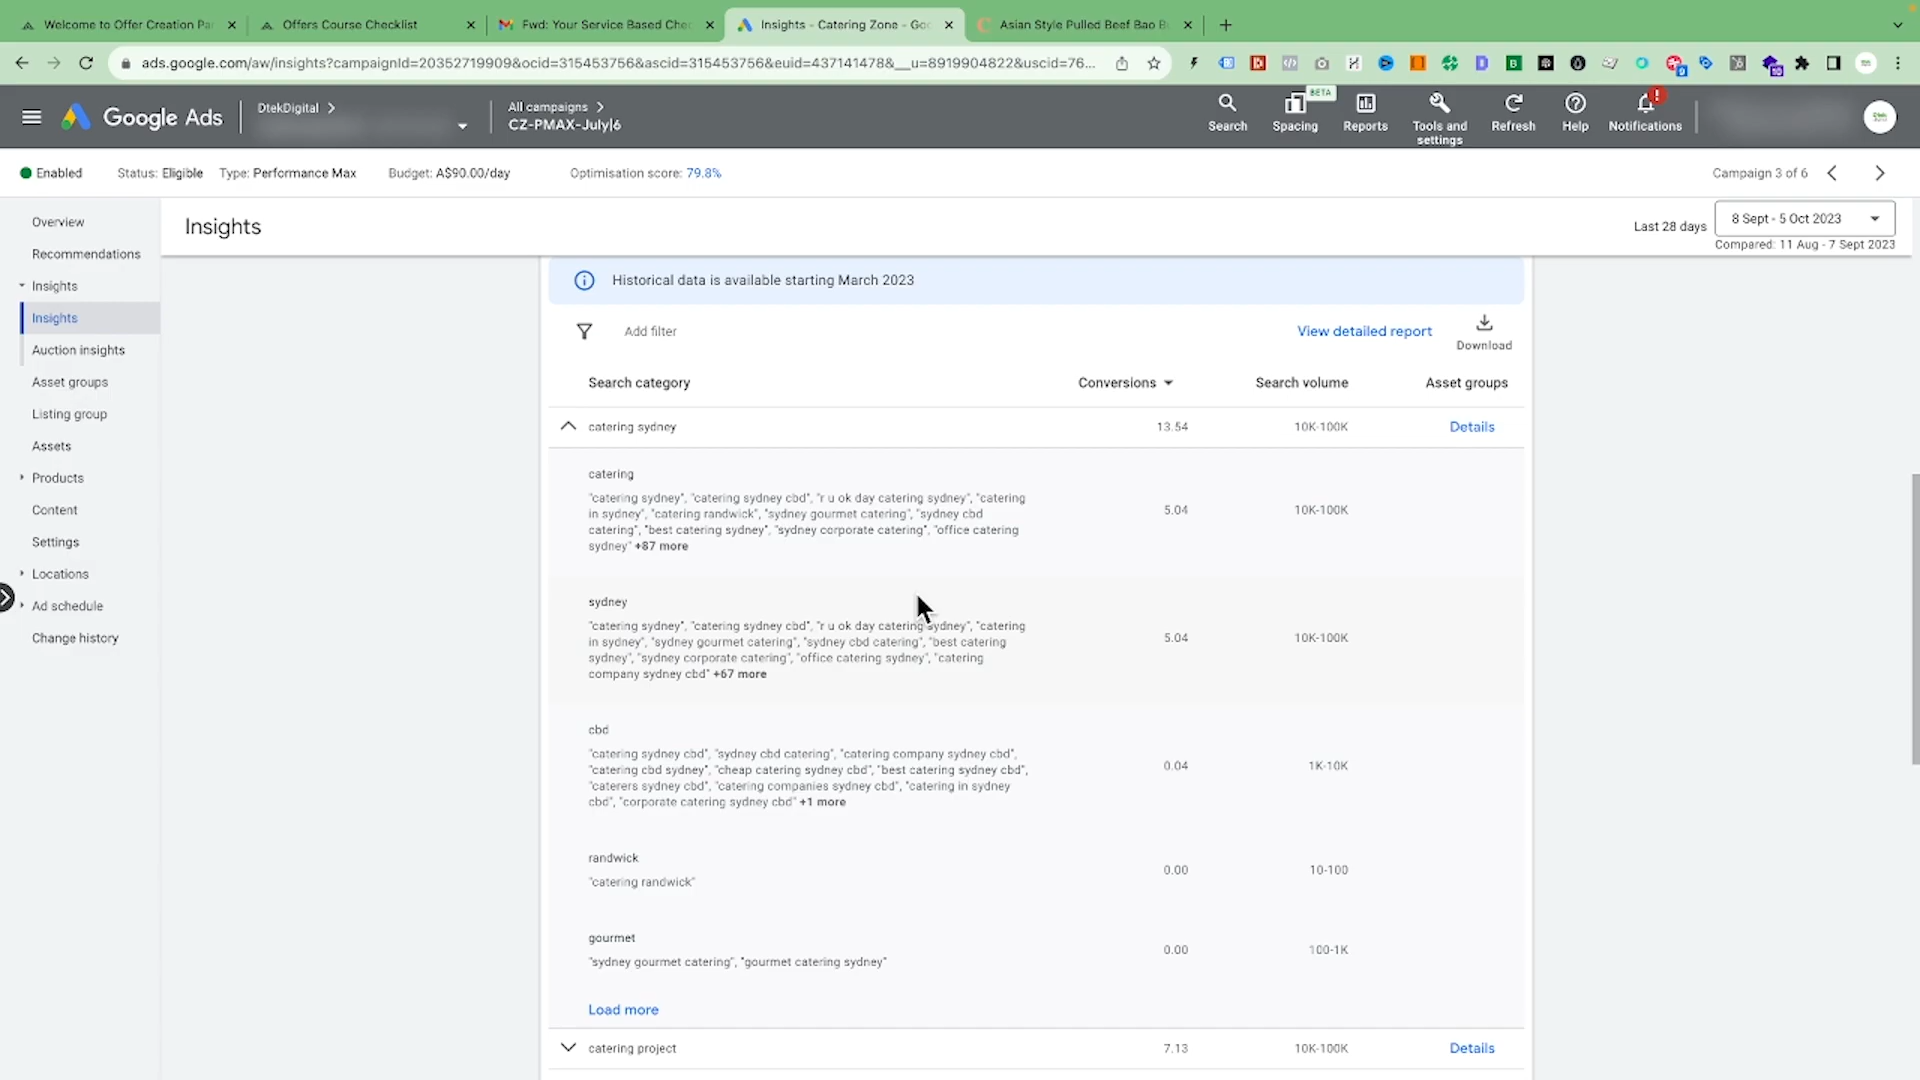 Welcome to Offer Creation Par
Offers Course Checklist
Fwd: Your Service Based Chec
Insights - Catering Zone - Goo
Asian Style Pulled Beef Bao B
ads.google.com/aw/insights?campaignId=20352719909&ocid=315453756&ascid=315453756&euid=437141478&__u=8919904822&uscid=76...
Google Ads
DtekDigital
All campaigns
CZ-PMAX-July|6
Search
BETA
Spacing
Reports
Tools and settings
Refresh
Help
Notifications
Enabled
Status: Eligible
Type: Performance Max
Budget: A$90.00/day
Optimisation score: 79.8%
Campaign 3 of 6
Overview
Recommendations
Insights
Insights
Auction insights
Asset groups
Listing group
Assets
Products
Content
Settings
Locations
Ad schedule
Change history
Insights
Last 28 days
8 Sept - 5 Oct 2023
Compared: 11 Aug - 7 Sept 2023
Historical data is available starting March 2023
Add filter
View detailed report
Download
Search category Conversions Search volume Asset groups
catering sydney 13.54 10K-100K Details
catering
"catering sydney", "catering sydney cbd", "r u ok day catering sydney", "catering
in sydney", "catering randwick", "sydney gourmet catering", "sydney cbd
catering", "best catering sydney", "sydney corporate catering", "office catering
sydney" +87 more
5.04 10K-100K
sydney
"catering sydney", "catering sydney cbd", "r u ok day catering sydney", "catering
in sydney", "sydney gourmet catering", "sydney cbd catering", "best catering
sydney", "sydney corporate catering", "office catering sydney", "catering
company sydney cbd" +67 more
5.04 10K-100K
cbd
"catering sydney cbd", "sydney cbd catering", "catering company sydney cbd",
"catering cbd sydney", "cheap catering sydney cbd", "best catering sydney cbd",
"caterers sydney cbd", "catering companies sydney cbd", "catering in sydney
cbd", "corporate catering sydney cbd" +1 more
0.04 1K-10K
randwick
"catering randwick"
0.00 10-100
gourmet
"sydney gourmet catering", "gourmet catering sydney"
0.00 100-1K
Load more
catering project 7.13 10K-100K Details